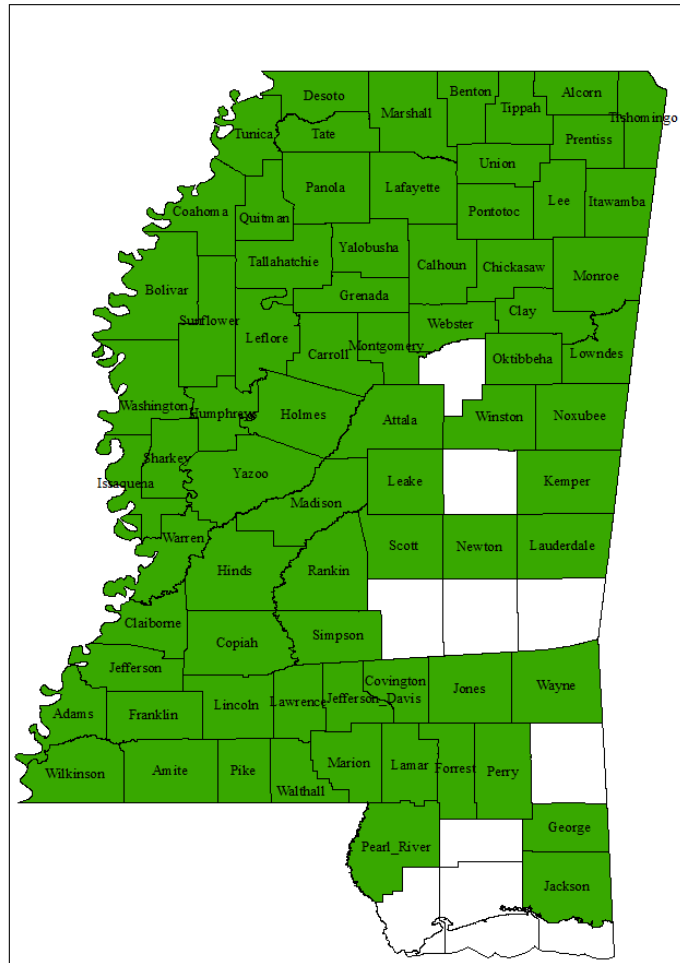 Desoto
Marshall
Benton
Tippah
Alcorn
Tishomingo
Tunica
Tate
Prentiss
Union
Panola
Lafayette
Coahoma
Quitman
Pontotoc
Lee
Itawamba
Tallahatchie
Yalobusha
Calhoun
Chickasaw
Monroe
Bolivar
Grenada
Sunflower
Leflore
Webster
Clay
Carroll
Montgomery
Oktibbeha
Lowndes
Washington
Humphreys
Holmes
Attala
Winston
Noxubee
Sharkey
Issaquena
Yazoo
Leake
Kemper
Madison
Warren
Scott
Newton
Lauderdale
Hinds
Rankin
Claiborne
Copiah
Simpson
Jefferson
Covington
Jones
Wayne
Adams
Franklin
Lincoln
Lawrence
Jefferson_Davis
Wilkinson
Amite
Pike
Walthall
Marion
Lamar
Forrest
Perry
George
Pearl_River
Jackson